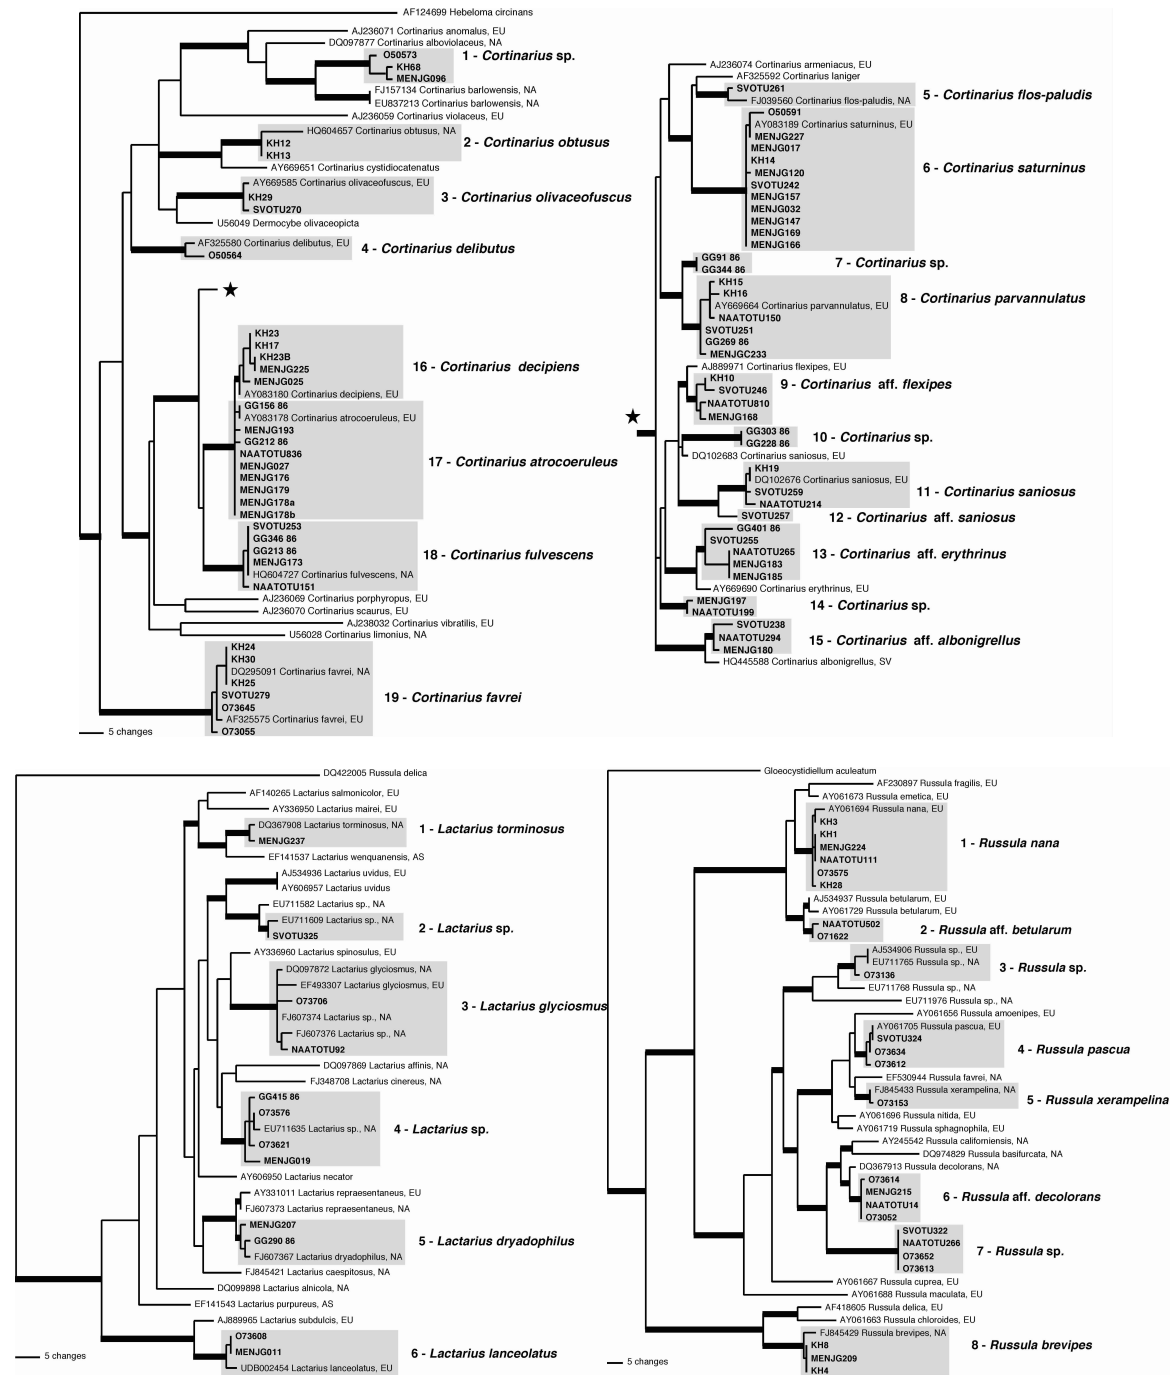 AF124699 Hebeloma circinans
AJ236071 Cortinarius anomalus, EU
DQ097877 Cortinarius alboviolaceus, NA
O50573
KH68
MENJG096
1 - Cortinarius sp.
FJ157134 Cortinarius barlowensis, NA
EU837213 Cortinarius barlowensis, NA
AJ236059 Cortinarius violaceus, EU
HQ604657 Cortinarius obtusus, NA
KH12
KH13
2 - Cortinarius obtusus
AY669651 Cortinarius cystidiocatenatus
AY669585 Cortinarius olivaceofuscus, EU
KH29
SVOTU270
3 - Cortinarius olivaceofuscus
U56049 Dermocybe olivaceopicta
AF325580 Cortinarius delibutus, EU
O50564
4 - Cortinarius delibutus
★
KH23
KH17
KH23B
MENJG225
MENJG025
AY083180 Cortinarius decipiens, EU
16 - Cortinarius decipiens
GG156 86
AY083178 Cortinarius atrocoeruleus, EU
MENJG193
GG212 86
NAATOTU836
MENJG027
MENJG176
MENJG179
MENJG178a
MENJG178b
17 - Cortinarius atrocoeruleus
SVOTU253
GG346 86
GG213 86
MENJG173
HQ604727 Cortinarius fulvescens, NA
NAATOTU151
18 - Cortinarius fulvescens
AJ236069 Cortinarius porphyropus, EU
AJ236070 Cortinarius scaurus, EU
AJ238032 Cortinarius vibratilis, EU
U56028 Cortinarius limonius, NA
KH24
KH30
DQ295091 Cortinarius favrei, NA
KH25
SVOTU279
O73645
AF325575 Cortinarius favrei, EU
O73055
19 - Cortinarius favrei
5 changes
AJ236074 Cortinarius armeniacus, EU
AF325592 Cortinarius laniger
SVOTU261
FJ039560 Cortinarius flos-paludis, NA
5 - Cortinarius flos-paludis
O50591
AY083189 Cortinarius saturninus, EU
MENJG227
MENJG017
KH14
MENJG120
SVOTU242
MENJG157
MENJG032
MENJG147
MENJG169
MENJG166
6 - Cortinarius saturninus
GG91 86
GG344 86
7 - Cortinarius sp.
KH15
KH16
AY669664 Cortinarius parvannulatus, EU
NAATOTU150
SVOTU251
GG269 86
MENJGC233
8 - Cortinarius parvannulatus
AJ889971 Cortinarius flexipes, EU
KH10
SVOTU246
NAATOTU810
MENJG168
9 - Cortinarius aff. flexipes
★
GG303 86
GG228 86
10 - Cortinarius sp.
DQ102683 Cortinarius saniosus, EU
KH19
DQ102676 Cortinarius saniosus, EU
SVOTU259
NAATOTU214
11 - Cortinarius saniosus
SVOTU257
12 - Cortinarius aff. saniosus
GG401 86
SVOTU255
NAATOTU265
MENJG183
MENJG185
13 - Cortinarius aff. erythrinus
AY669690 Cortinarius erythrinus, EU
MENJG197
NAATOTU199
14 - Cortinarius sp.
SVOTU238
NAATOTU294
MENJG180
15 - Cortinarius aff. albonigrellus
HQ445588 Cortinarius albonigrellus, SV
DQ422005 Russula delica
AF140265 Lactarius salmonicolor, EU
AY336950 Lactarius mairei, EU
DQ367908 Lactarius torminosus, NA
MENJG237
1 - Lactarius torminosus
EF141537 Lactarius wenquanensis, AS
AJ534936 Lactarius uvidus, EU
AY606957 Lactarius uvidus
EU711582 Lactarius sp., NA
EU711609 Lactarius sp., NA
SVOTU325
2 - Lactarius sp.
AY336960 Lactarius spinosulus, EU
DQ097872 Lactarius glyciosmus, NA
EF493307 Lactarius glyciosmus, EU
O73706
FJ607374 Lactarius sp., NA
FJ607376 Lactarius sp., NA
NAATOTU92
3 - Lactarius glyciosmus
DQ097869 Lactarius affinis, NA
FJ348708 Lactarius cinereus, NA
GG415 86
O73576
EU711635 Lactarius sp., NA
O73621
MENJG019
4 - Lactarius sp.
AY606950 Lactarius necator
AY331011 Lactarius repraesentaneus, EU
FJ607373 Lactarius repraesentaneus, NA
MENJG207
GG290 86
FJ607367 Lactarius dryadophilus, NA
5 - Lactarius dryadophilus
FJ845421 Lactarius caespitosus, NA
DQ099898 Lactarius alnicola, NA
EF141543 Lactarius purpureus, AS
AJ889965 Lactarius subdulcis, EU
O73608
MENJG011
UDB002454 Lactarius lanceolatus, EU
6 - Lactarius lanceolatus
5 changes
Gloeocystidiellum aculeatum
AF230897 Russula fragilis, EU
AY061673 Russula emetica, EU
AY061694 Russula nana, EU
KH3
KH1
MENJG224
NAATOTU111
O73575
KH28
1 - Russula nana
AJ534937 Russula betularum, EU
AY061729 Russula betularum, EU
NAATOTU502
O71622
2 - Russula aff. betularum
AJ534906 Russula sp., EU
EU711765 Russula sp., NA
O73136
3 - Russula sp.
EU711768 Russula sp., NA
EU711976 Russula sp., NA
AY061656 Russula amoenipes, EU
AY061705 Russula pascua, EU
SVOTU324
O73634
O73612
4 - Russula pascua
EF530944 Russula favrei, NA
FJ845433 Russula xerampelina, NA
O73153
5 - Russula xerampelina
AY061696 Russula nitida, EU
AY061719 Russula sphagnophila, EU
AY245542 Russula californiensis, NA
DQ974829 Russula basifurcata, NA
DQ367913 Russula decolorans, NA
O73614
MENJG215
NAATOTU14
O73052
6 - Russula aff. decolorans
SVOTU322
NAATOTU266
O73652
O73613
7 - Russula sp.
AY061667 Russula cuprea, EU
AY061688 Russula maculata, EU
AF418605 Russula delica, EU
AY061663 Russula chloroides, EU
FJ845429 Russula brevipes, NA
KH8
MENJG209
KH4
8 - Russula brevipes
5 changes